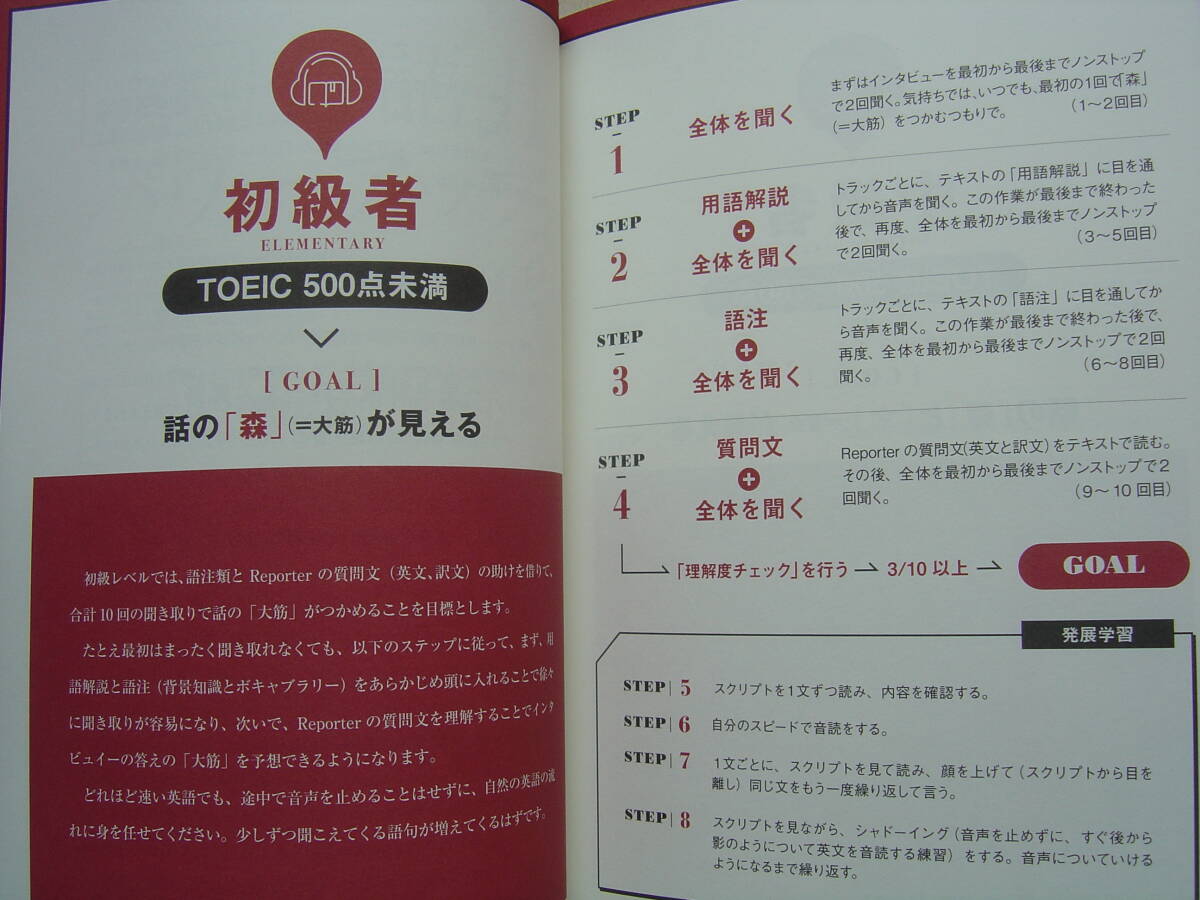 初級者
ELEMENTARY
TOEIC 500点未満
[ GOAL ]
話の「森」(＝大筋)が見える
初級レベルでは、語注類と Reporter の質問文（英文、訳文）の助けを借りて、
合計10回の聞き取りで話の「大筋」がつかめることを目標とします。
たとえ最初はまったく聞き取れなくても、以下のステップに従って、まず、用
語解説と語注（背景知識とボキャブラリー）をあらかじめ頭に入れることで徐々
に聞き取りが容易になり、次いで、Reporterの質問文を理解することでインタ
ビュイーの答えの「大筋」を予想できるようになります。
どれほど速い英語でも、途中で音声を止めることはせずに、自然の英語の流
れに身を任せてください。少しずつ聞こえてくる語句が増えてくるはずです。
STEP
1
全体を聞く
まずはインタビューを最初から最後までノンストップ
で2回聞く。気持ちでは、いつでも、最初の1回で「森」
(＝大筋) をつかむつもりで。 (1〜2回目)
STEP
2
用語解説
+
全体を聞く
トラックごとに、テキストの「用語解説」に目を通
してから音声を聞く。この作業が最後まで終わった
後で、再度、全体を最初から最後までノンストップ
で2回聞く。 (3〜5回目)
STEP
3
語注
+
全体を聞く
トラックごとに、テキストの「語注」に目を通してか
ら音声を聞く。この作業が最後まで終わった後で、
再度、全体を最初から最後までノンストップで2回
聞く。 (6〜8回目)
STEP
4
質問文
+
全体を聞く
Reporterの質問文(英文と訳文)をテキストで読む。
その後、全体を最初から最後までノンストップで2
回聞く。 (9〜10回目)
「理解度チェック」を行う → 3/10 以上 → GOAL
発展学習
STEP| 5 スクリプトを1文ずつ読み、内容を確認する。
STEP| 6 自分のスピードで音読をする。
STEP| 7 1文ごとに、スクリプトを見て読み、顔を上げて(スクリプトから目を
離し) 同じ文をもう一度繰り返して言う。
STEP| 8 スクリプトを見ながら、シャドーイング(音声を止めずに、すぐ後から
影のようについて英文を音読する練習) をする。音声についていける
ようになるまで繰り返す。